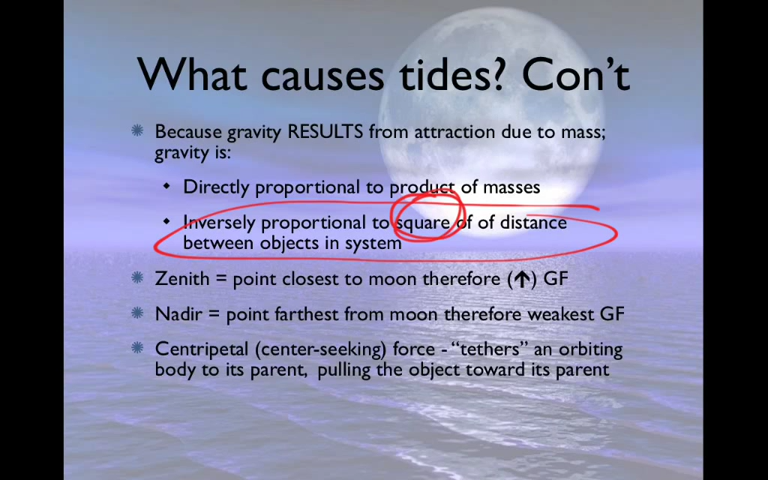 What causes tides? Con't
Because gravity RESULTS from attraction due to mass;
gravity is:
Directly proportional to product of masses
Inversely proportional to square of of distance
between objects in system
Zenith = point closest to moon therefore (↑) GF
Nadir = point farthest from moon therefore weakest GF
Centripetal (center-seeking) force - “tethers” an orbiting
body to its parent, pulling the object toward its parent